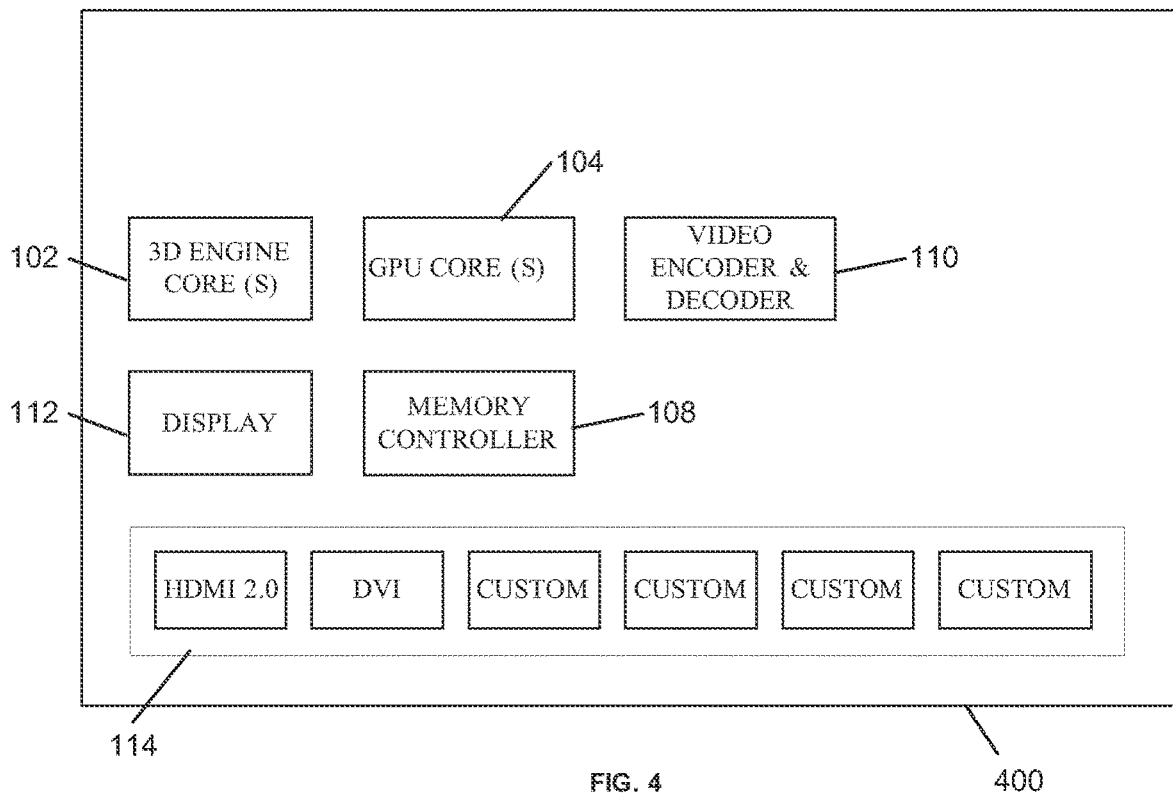 104
102
3D ENGINE
CORE (S)
GPU CORE (S)
VIDEO
ENCODER &
DECODER
110
112
DISPLAY
MEMORY
CONTROLLER
108
HDMI 2.0
DVI
CUSTOM
CUSTOM
CUSTOM
CUSTOM
114
FIG. 4
400